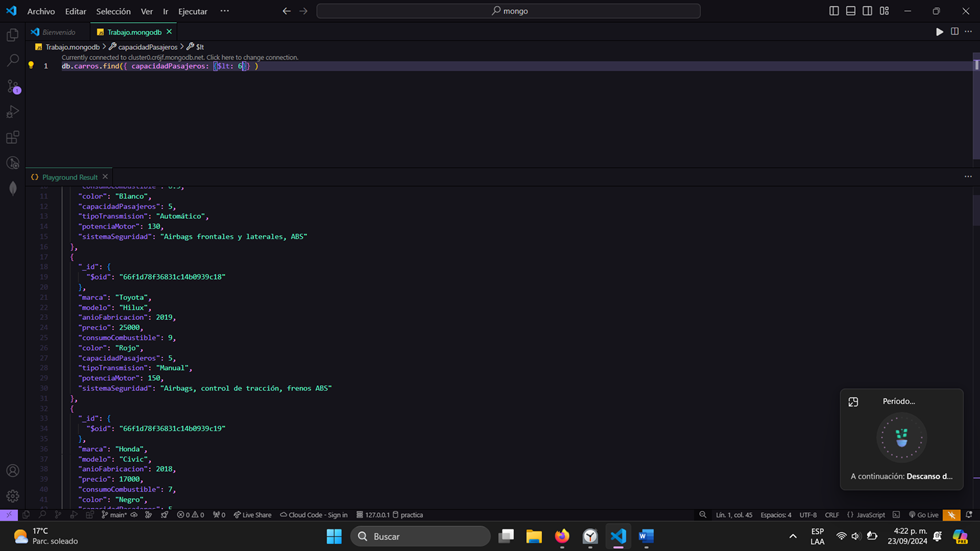 Archivo Editar Selección Ver Ir Ejecutar ··· mongo
Bienvenido Trabajo.mongodb
Trabajo.mongodb > capacidadPasajeros > $lt
Currently connected to cluster0.cr6jf.mongodb.net. Click here to change connection.
1 db.carros.find({ capacidadPasajeros: {$lt: 6}} )
Playground Result
11 "color": "Blanco",
12 "capacidadPasajeros": 5,
13 "tipoTransmision": "Automático",
14 "potenciaMotor": 130,
15 "sistemaSeguridad": "Airbags frontales y laterales, ABS"
16 },
17 {
18 "_id": {
19 "$oid": "66f1d78f36831c14b0939c18"
20 },
21 "marca": "Toyota",
22 "modelo": "Hilux",
23 "anioFabricacion": 2019,
24 "precio": 25000,
25 "consumoCombustible": 9,
26 "color": "Rojo",
27 "capacidadPasajeros": 5,
28 "tipoTransmision": "Manual",
29 "potenciaMotor": 150,
30 "sistemaSeguridad": "Airbags, control de tracción, frenos ABS"
31 },
32 {
33 "_id": {
34 "$oid": "66f1d78f36831c14b0939c19"
35 },
36 "marca": "Honda",
37 "modelo": "Civic",
38 "anioFabricacion": 2018,
39 "precio": 17000,
40 "consumoCombustible": 7,
41 "color": "Negro",
Período...
A continuación: Descanso d...
main* 0 0 0 Live Share Cloud Code - Sign in 127.0.0.1 practica Lín. 1, col. 45 Espacios: 4 UTF-8 CRLF {} JavaScript Go Live
17°C
Parc. soleado
Buscar
ESP
LAA
4:22 p. m.
23/09/2024